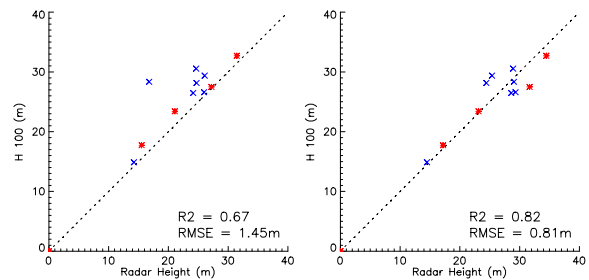 40
30
20
10
0
H 100 (m)
R2 = 0.67
RMSE = 1.45m
0 10 20 30 40
Radar Height (m)
40
30
20
10
0
H 100 (m)
R2 = 0.82
RMSE = 0.81m
0 10 20 30 40
Radar Height (m)